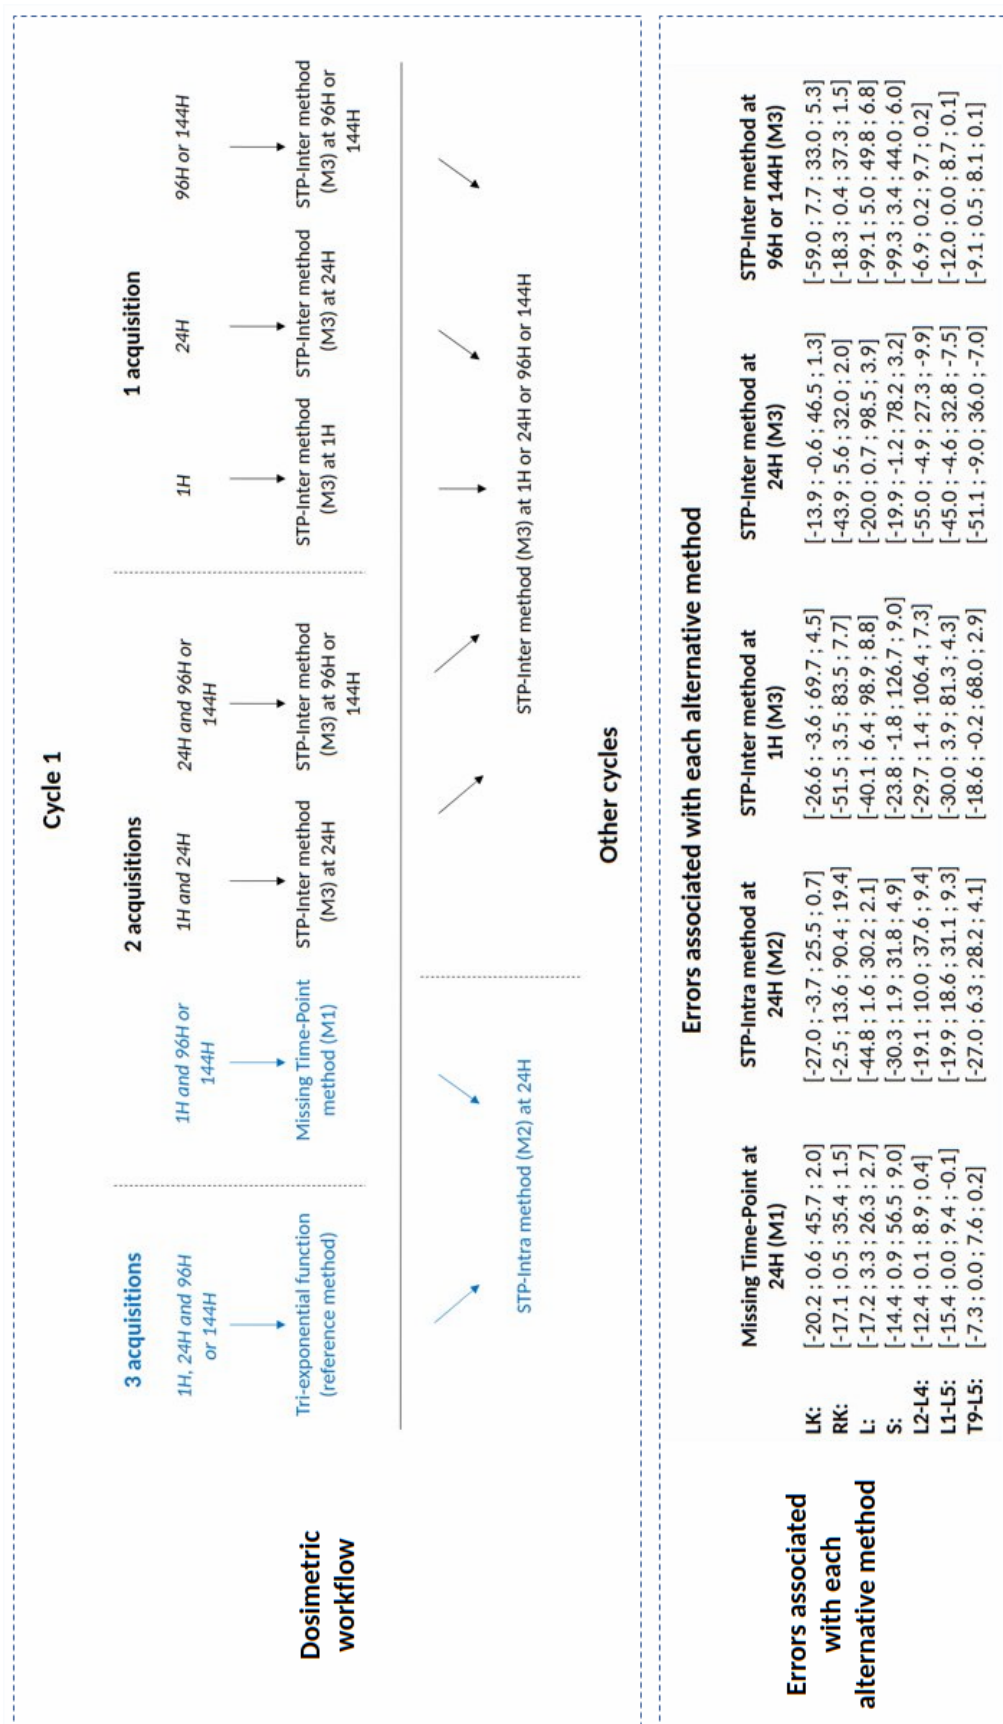 Cycle 1
3 acquisitions
2 acquisitions
1 acquisition
1H, 24H and 96H
or 144H
1H and 96H or
144H
1H and 24H
24H and 96H or
144H
1H
24H
96H or 144H
Dosimetric
workflow
Tri-exponential function
(reference method)
Missing Time-Point
method (M1)
STP-Inter method
(M3) at 24H
STP-Inter method
(M3) at 96H or
144H
STP-Inter method
(M3) at 1H
STP-Inter method
(M3) at 24H
STP-Inter method
(M3) at 96H or
144H
STP-Intra method (M2) at 24H
STP-Inter method (M3) at 1H or 24H or 96H or 144H
Other cycles
Errors associated with each alternative method
Errors associated
with each
alternative method
Missing Time-Point at
24H (M1)
STP-Intra method at
24H (M2)
STP-Inter method at
1H (M3)
STP-Inter method at
24H (M3)
STP-Inter method at
96H or 144H (M3)
LK: [-20.2 ; 0.6 ; 45.7 ; 2.0] [-27.0 ; -3.7 ; 25.5 ; 0.7] [-26.6 ; -3.6 ; 69.7 ; 4.5] [-13.9 ; -0.6 ; 46.5 ; 1.3] [-59.0 ; 7.7 ; 33.0 ; 5.3]
RK: [-17.1 ; 0.5 ; 35.4 ; 1.5] [-2.5 ; 13.6 ; 90.4 ; 19.4] [-51.5 ; 3.5 ; 83.5 ; 7.7] [-43.9 ; 5.6 ; 32.0 ; 2.0] [-18.3 ; 0.4 ; 37.3 ; 1.5]
L: [-17.2 ; 3.3 ; 26.3 ; 2.7] [-44.8 ; 1.6 ; 30.2 ; 2.1] [-40.1 ; 6.4 ; 98.9 ; 8.8] [-20.0 ; 0.7 ; 98.5 ; 3.9] [-99.1 ; 5.0 ; 49.8 ; 6.8]
S: [-14.4 ; 0.9 ; 56.5 ; 9.0] [-30.3 ; 1.9 ; 31.8 ; 4.9] [-23.8 ; -1.8 ; 126.7 ; 9.0] [-19.9 ; -1.2 ; 78.2 ; 3.2] [-99.3 ; 3.4 ; 44.0 ; 6.0]
L2-L4: [-12.4 ; 0.1 ; 8.9 ; 0.4] [-19.1 ; 10.0 ; 37.6 ; 9.4] [-29.7 ; 1.4 ; 106.4 ; 7.3] [-55.0 ; -4.9 ; 27.3 ; -9.9] [-6.9 ; 0.2 ; 9.7 ; 0.2]
L1-L5: [-15.4 ; 0.0 ; 9.4 ; -0.1] [-19.9 ; 18.6 ; 31.1 ; 9.3] [-30.0 ; 3.9 ; 81.3 ; 4.3] [-45.0 ; -4.6 ; 32.8 ; -7.5] [-12.0 ; 0.0 ; 8.7 ; 0.1]
T9-L5: [-7.3 ; 0.0 ; 7.6 ; 0.2] [-27.0 ; 6.3 ; 28.2 ; 4.1] [-18.6 ; -0.2 ; 68.0 ; 2.9] [-51.1 ; -9.0 ; 36.0 ; -7.0] [-9.1 ; 0.5 ; 8.1 ; 0.1]